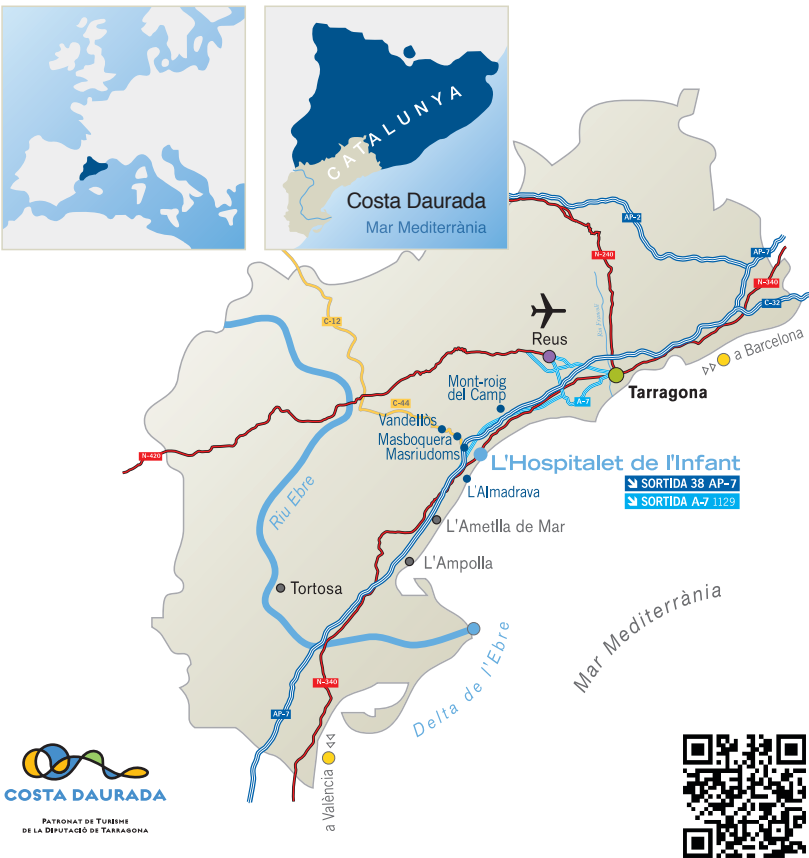 CATALUNYA
Costa Daurada
Mar Mediterrània
AP-2
AP-7
N-240
N-340
C-32
C-12
Riu Francolí
Reus
a Barcelona
Tarragona
Mont-roig
del Camp
C-44
A-7
Vandellòs
Masboquera
Masriudoms
N-420
L'Hospitalet de l'Infant
SORTIDA 38 AP-7
SORTIDA A-7 1129
Riu Ebre
L'Almadrava
L'Ametlla de Mar
L'Ampolla
Tortosa
Mar Mediterrània
Delta de l'Ebre
N-340
AP-7
a València
COSTA DAURADA
PATRONAT DE TURISME
DE LA DIPUTACIÓ DE TARRAGONA